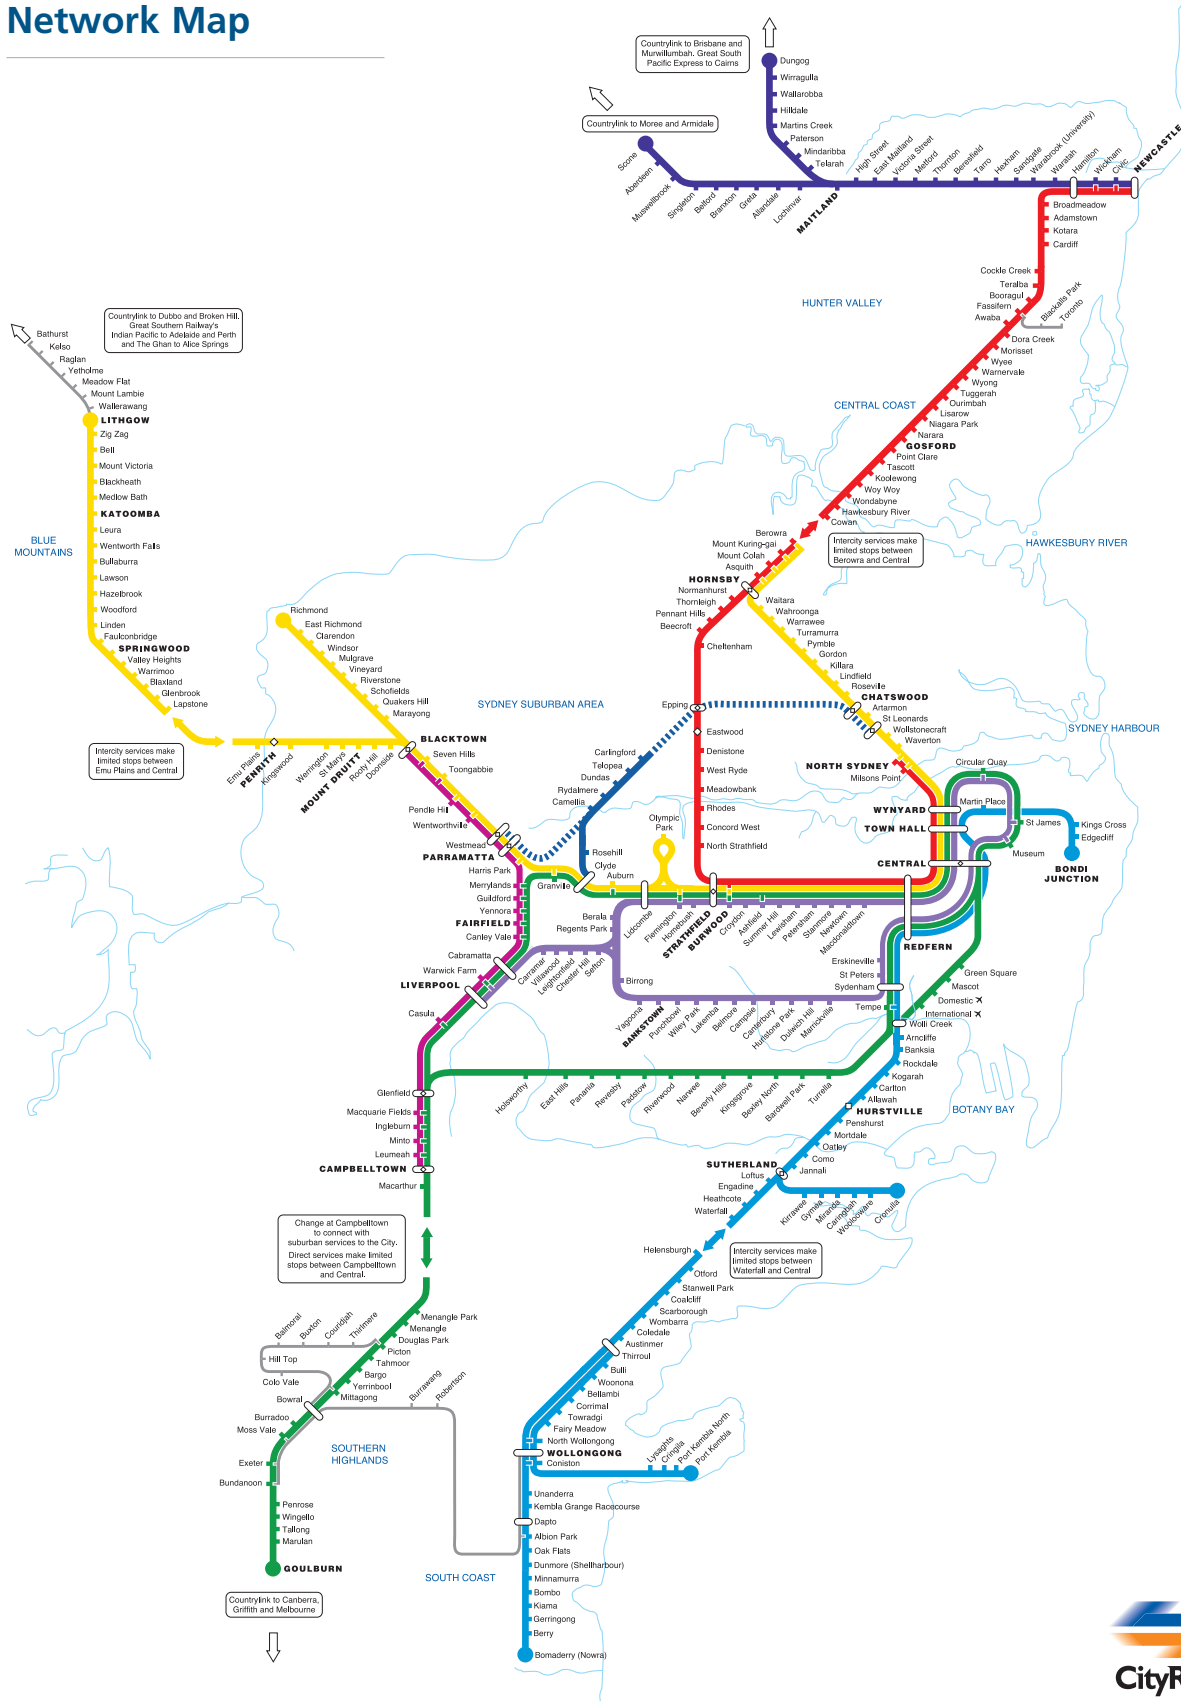 Network Map
Countrylink to Brisbane and
Murwillumbah. Great South
Pacific Express to Cairns
Dungog
Wirragulla
Wallarobba
Hilldale
Martins Creek
Paterson
Mindaribba
Telarah
Countrylink to Moree and Armidale
Scone
Aberdeen
Muswellbrook
Singleton
Belford
Branxton
Greta
Allandale
Lochinvar
MAITLAND
High Street
East Maitland
Victoria Street
Metford
Thornton
Beresfield
Tarro
Hexham
Sandgate
Warabrook (University)
Waratah
Hamilton
Wickham
Civic
NEWCASTLE
Broadmeadow
Adamstown
Kotara
Cardiff
Cockle Creek
Teralba
Booragul
Fassifern
Awaba
Blackalls Park
Toronto
HUNTER VALLEY
Dora Creek
Morisset
Wyee
Warnervale
Wyong
Tuggerah
Ourimbah
Lisarow
Niagara Park
Narara
GOSFORD
Point Clare
Tascott
Koolewong
Woy Woy
Wondabyne
Hawkesbury River
Cowan
CENTRAL COAST
HAWKESBURY RIVER
Intercity services make
limited stops between
Berowra and Central
Countrylink to Dubbo and Broken Hill.
Great Southern Railway's
Indian Pacific to Adelaide and Perth
and The Ghan to Alice Springs
Bathurst
Kelso
Raglan
Yetholme
Meadow Flat
Mount Lambie
Wallerawang
LITHGOW
Zig Zag
Bell
Mount Victoria
Blackheath
Medlow Bath
KATOOMBA
Leura
Wentworth Falls
Bullaburra
Lawson
Hazelbrook
Woodford
Linden
Faulconbridge
SPRINGWOOD
Valley Heights
Warrimoo
Blaxland
Glenbrook
Lapstone
BLUE
MOUNTAINS
Intercity services make
limited stops between
Emu Plains and Central
Emu Plains
PENRITH
Kingswood
Werrington
St Marys
MOUNT DRUITT
Rooty Hill
Doonside
Richmond
East Richmond
Clarendon
Windsor
Mulgrave
Vineyard
Riverstone
Schofields
Quakers Hill
Marayong
BLACKTOWN
Seven Hills
Toongabbie
Pendle Hill
Wentworthville
Westmead
PARRAMATTA
Harris Park
Merrylands
Guildford
Yennora
FAIRFIELD
Canley Vale
Cabramatta
Warwick Farm
LIVERPOOL
Casula
Glenfield
Macquarie Fields
Ingleburn
Minto
Leumeah
CAMPBELLTOWN
Macarthur
SYDNEY SUBURBAN AREA
Berowra
Mount Kuring-gai
Mount Colah
Asquith
HORNSBY
Normanhurst
Thornleigh
Pennant Hills
Beecroft
Cheltenham
Epping
Eastwood
Denistone
West Ryde
Meadowbank
Rhodes
Concord West
North Strathfield
Waitara
Wahroonga
Warrawee
Turramurra
Pymble
Gordon
Killara
Lindfield
Roseville
CHATSWOOD
Artarmon
St Leonards
Wollstonecraft
Waverton
NORTH SYDNEY
Milsons Point
WYNYARD
TOWN HALL
CENTRAL
REDFERN
SYDNEY HARBOUR
Circular Quay
Martin Place
St James
Museum
Kings Cross
Edgecliff
BONDI
JUNCTION
Carlingford
Telopea
Dundas
Rydalmere
Camellia
Rosehill
Clyde
Granville
Auburn
Olympic
Park
Lidcombe
Flemington
Homebush
STRATHFIELD
BURWOOD
Croydon
Ashfield
Summer Hill
Lewisham
Petersham
Stanmore
Newtown
Macdonaldtown
Berala
Regents Park
Carramar
Villawood
Leightonfield
Chester Hill
Sefton
Birrong
Yagoona
BANKSTOWN
Punchbowl
Wiley Park
Lakemba
Belmore
Campsie
Canterbury
Hurlstone Park
Dulwich Hill
Marrickville
Erskineville
St Peters
Sydenham
Tempe
Green Square
Mascot
Domestic
International
Wolli Creek
Arncliffe
Banksia
Rockdale
Kogarah
Carlton
Allawah
HURSTVILLE
Penshurst
Mortdale
Oatley
Como
Jannali
BOTANY BAY
Holsworthy
East Hills
Panania
Revesby
Padstow
Riverwood
Narwee
Beverly Hills
Kingsgrove
Bexley North
Bardwell Park
Turrella
SUTHERLAND
Loftus
Engadine
Heathcote
Waterfall
Kirrawee
Gymea
Miranda
Caringbah
Woolooware
Cronulla
Intercity services make
limited stops between
Waterfall and Central
Change at Campbelltown
to connect with
suburban services to the City.
Direct services make limited
stops between Campbelltown
and Central.
Menangle Park
Menangle
Douglas Park
Picton
Tahmoor
Bargo
Yerrinbool
Mittagong
Balmoral
Buxton
Couridjah
Thirlmere
Hill Top
Colo Vale
Bowral
Burradoo
Moss Vale
Exeter
Bundanoon
Penrose
Wingello
Tallong
Marulan
GOULBURN
Countrylink to Canberra,
Griffith and Melbourne
SOUTHERN
HIGHLANDS
Burrawang
Robertson
Helensburgh
Otford
Stanwell Park
Coalcliff
Scarborough
Wombarra
Coledale
Austinmer
Thirroul
Bulli
Woonona
Bellambi
Corrimal
Towradgi
Fairy Meadow
North Wollongong
WOLLONGONG
Coniston
Lysaghts
Cringila
Port Kembla North
Port Kembla
Unanderra
Kembla Grange Racecourse
Dapto
Albion Park
Oak Flats
Dunmore (Shellharbour)
Minnamurra
Bombo
Kiama
Gerringong
Berry
Bomaderry (Nowra)
SOUTH COAST
CityR